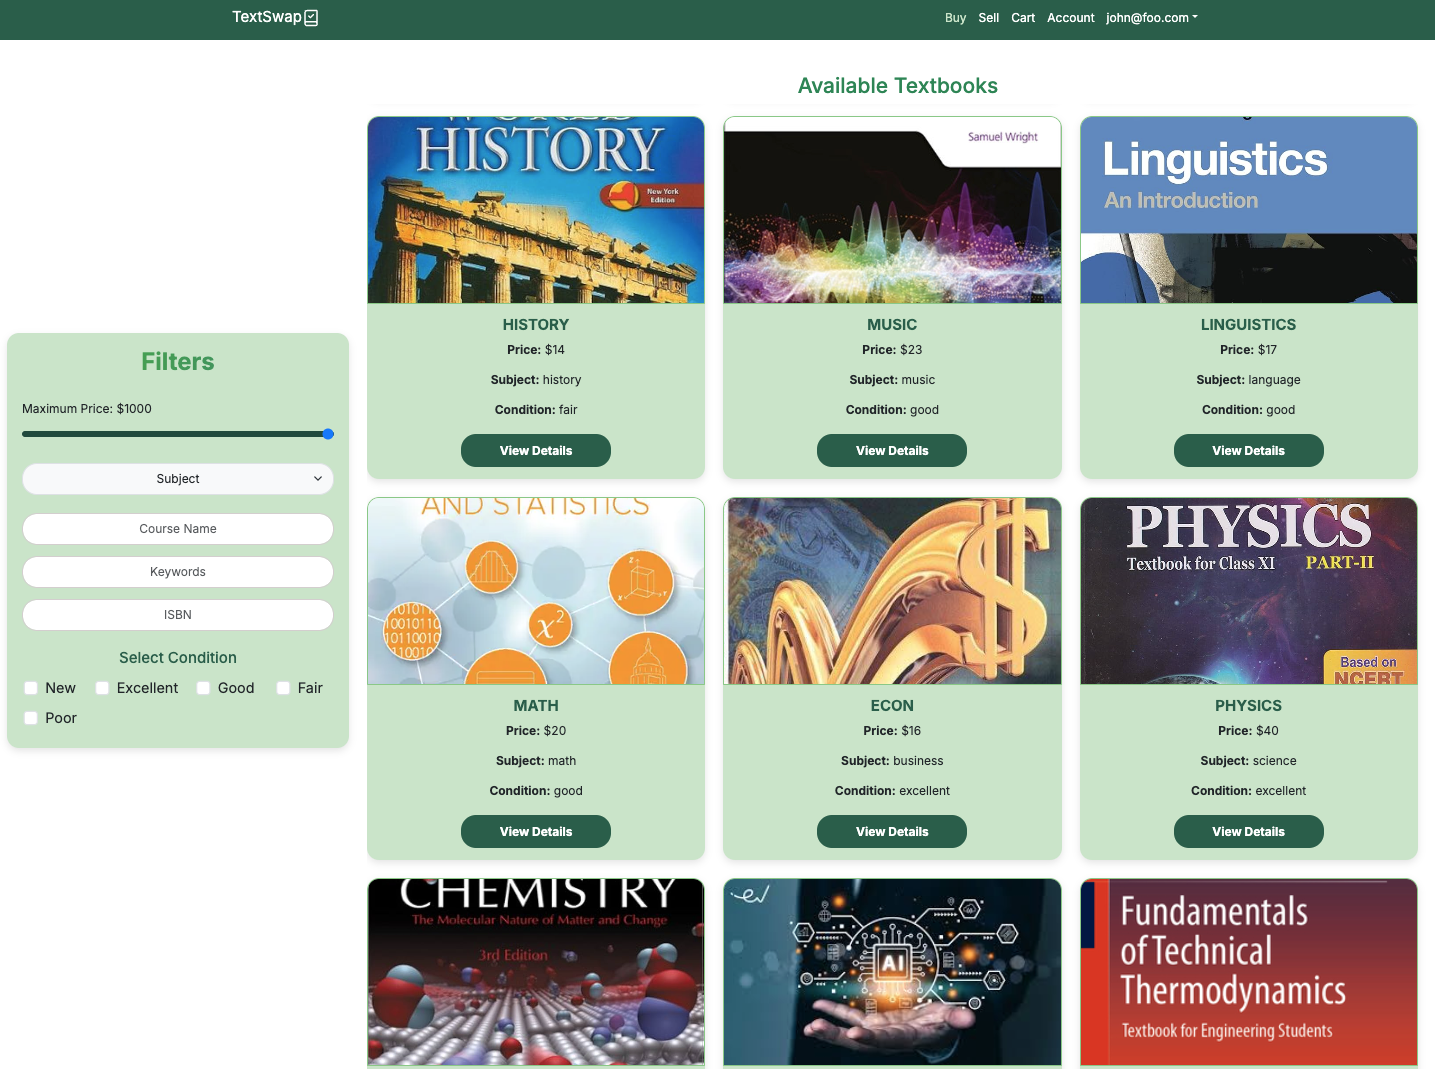 TextSwap
Buy Sell Cart Account john@foo.com
Available Textbooks
HISTORY
New York
Edition
HISTORY
Price: $14
Subject: history
Condition: fair
View Details
Samuel Wright
MUSIC
Price: $23
Subject: music
Condition: good
View Details
Linguistics
An Introduction
LINGUISTICS
Price: $17
Subject: language
Condition: good
View Details
Filters
Maximum Price: $1000
Subject
Course Name
Keywords
ISBN
Select Condition
New Excellent Good Fair
Poor
AND STATISTICS
x²
MATH
Price: $20
Subject: math
Condition: good
View Details
ECON
Price: $16
Subject: business
Condition: excellent
View Details
PHYSICS
Textbook for Class XI PART-II
Based on
NCERT
PHYSICS
Price: $40
Subject: science
Condition: excellent
View Details
CHEMISTRY
The Molecular Nature of Matter and Change
3rd Edition
AI
Fundamentals
of Technical
Thermodynamics
Textbook for Engineering Students